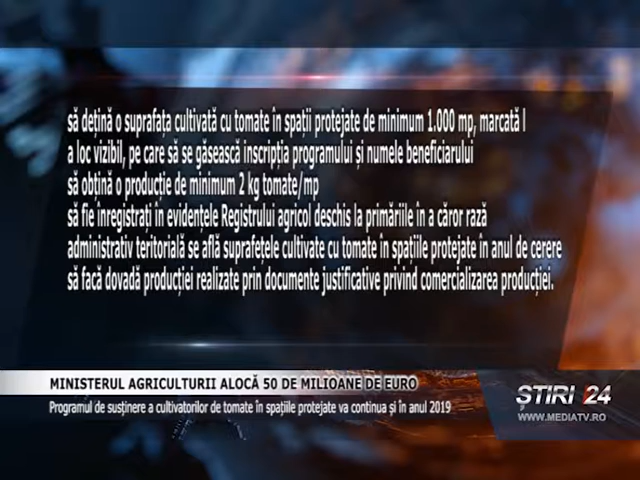 să dețină o suprafața cultivată cu tomate în spații protejate de minimum 1.000 mp, marcată l
a loc vizibil, pe care să se găsească inscripția programului și numele beneficiarului
să obțină o producție de minimum 2 kg tomate/mp
să fie înregistrați in evidențele Registrului agricol deschis la primăriile în a căror rază
administrativ teritorială se află suprafețele cultivate cu tomate în spațiile protejate în anul de cerere
să facă dovadă producției realizate prin documente justificative privind comercializarea producției.
MINISTERUL AGRICULTURII ALOCĂ 50 DE MILIOANE DE EURO
Programul de susținere a cultivatorilor de tomate în spațiile protejate va continua și în anul 2019
ȘTIRI 24
WWW.MEDIATV.RO